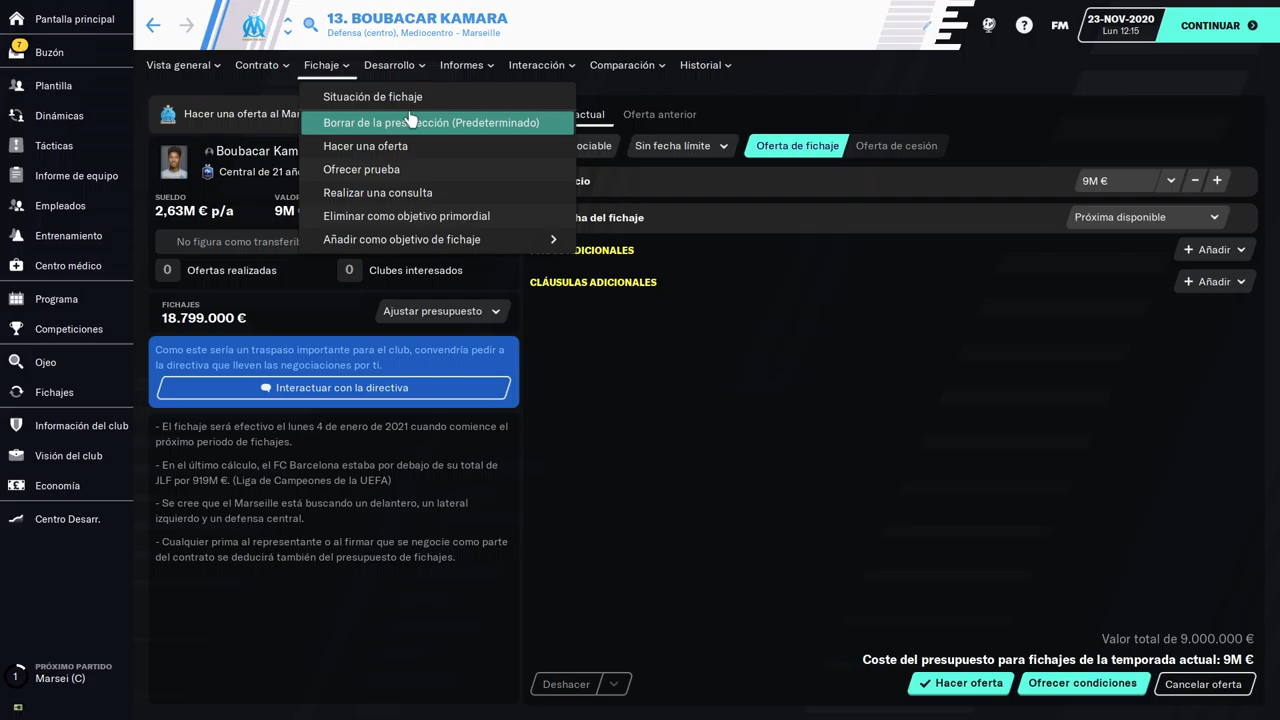 Pantalla principal
7
Buzón
Plantilla
Dinámicas
Tácticas
Informe de equipo
Empleados
Entrenamiento
Centro médico
Programa
Competiciones
Ojeo
Fichajes
Información del club
Visión del club
Economía
Centro Desarr.
1
PRÓXIMO PARTIDO
Marsei (C)
13. BOUBACAR KAMARA
Defensa (centro), Mediocentro - Marseille
?
FM
23-NOV-2020
Lun 12:15
CONTINUAR
Vista general
Contrato
Fichaje
Desarrollo
Informes
Interacción
Comparación
Historial
Situación de fichaje
Borrar de la (Predeterminado)
Hacer una oferta
Ofrecer prueba
Realizar una consulta
Eliminar como objetivo primordial
Añadir como objetivo de fichaje
Hacer una oferta al Mar
Boubacar Kam
Central de 21 añ
SUELDO
2,63M € p/a
VALOR
9M
No figura como transferib
0 Ofertas realizadas
0 Clubes interesados
FICHAJES
18.799.000 €
Ajustar presupuesto
Como este sería un traspaso importante para el club, convendría pedir a
la directiva que lleven las negociaciones por ti.
Interactuar con la directiva
- El fichaje será efectivo el lunes 4 de enero de 2021 cuando comience el
próximo periodo de fichajes.
- En el último cálculo, el FC Barcelona estaba por debajo de su total de
JLF por 919M €. (Liga de Campeones de la UEFA)
- Se cree que el Marseille está buscando un delantero, un lateral
izquierdo y un defensa central.
- Cualquier prima al representante o al firmar que se negocie como parte
del contrato se deducirá también del presupuesto de fichajes.
actual
Oferta anterior
ociable
Sin fecha límite
Oferta de fichaje
Oferta de cesión
cio
9M €
- +
ha del fichaje
Próxima disponible
ADICIONALES
+ Añadir
CLÁUSULAS ADICIONALES
+ Añadir
Valor total de 9.000.000 €
Coste del presupuesto para fichajes de la temporada actual: 9M €
Deshacer
Hacer oferta
Ofrecer condiciones
Cancelar oferta